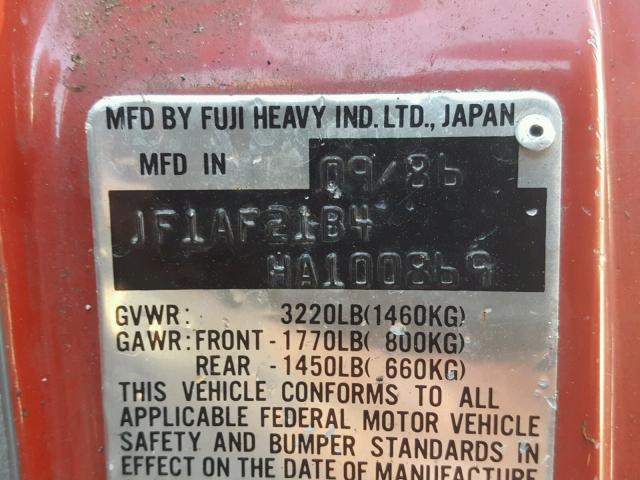 MFD BY FUJI HEAVY IND. LTD., JAPAN
MFD IN 09/86
JF1AF21B4
HA100869
GVWR: 3220LB(1460KG)
GAWR: FRONT-1770LB( 800KG)
REAR -1450LB( 660KG)
THIS VEHICLE CONFORMS TO ALL
APPLICABLE FEDERAL MOTOR VEHICLE
SAFETY AND BUMPER STANDARDS IN
EFFECT ON THE DATE OF MANUFACTURE